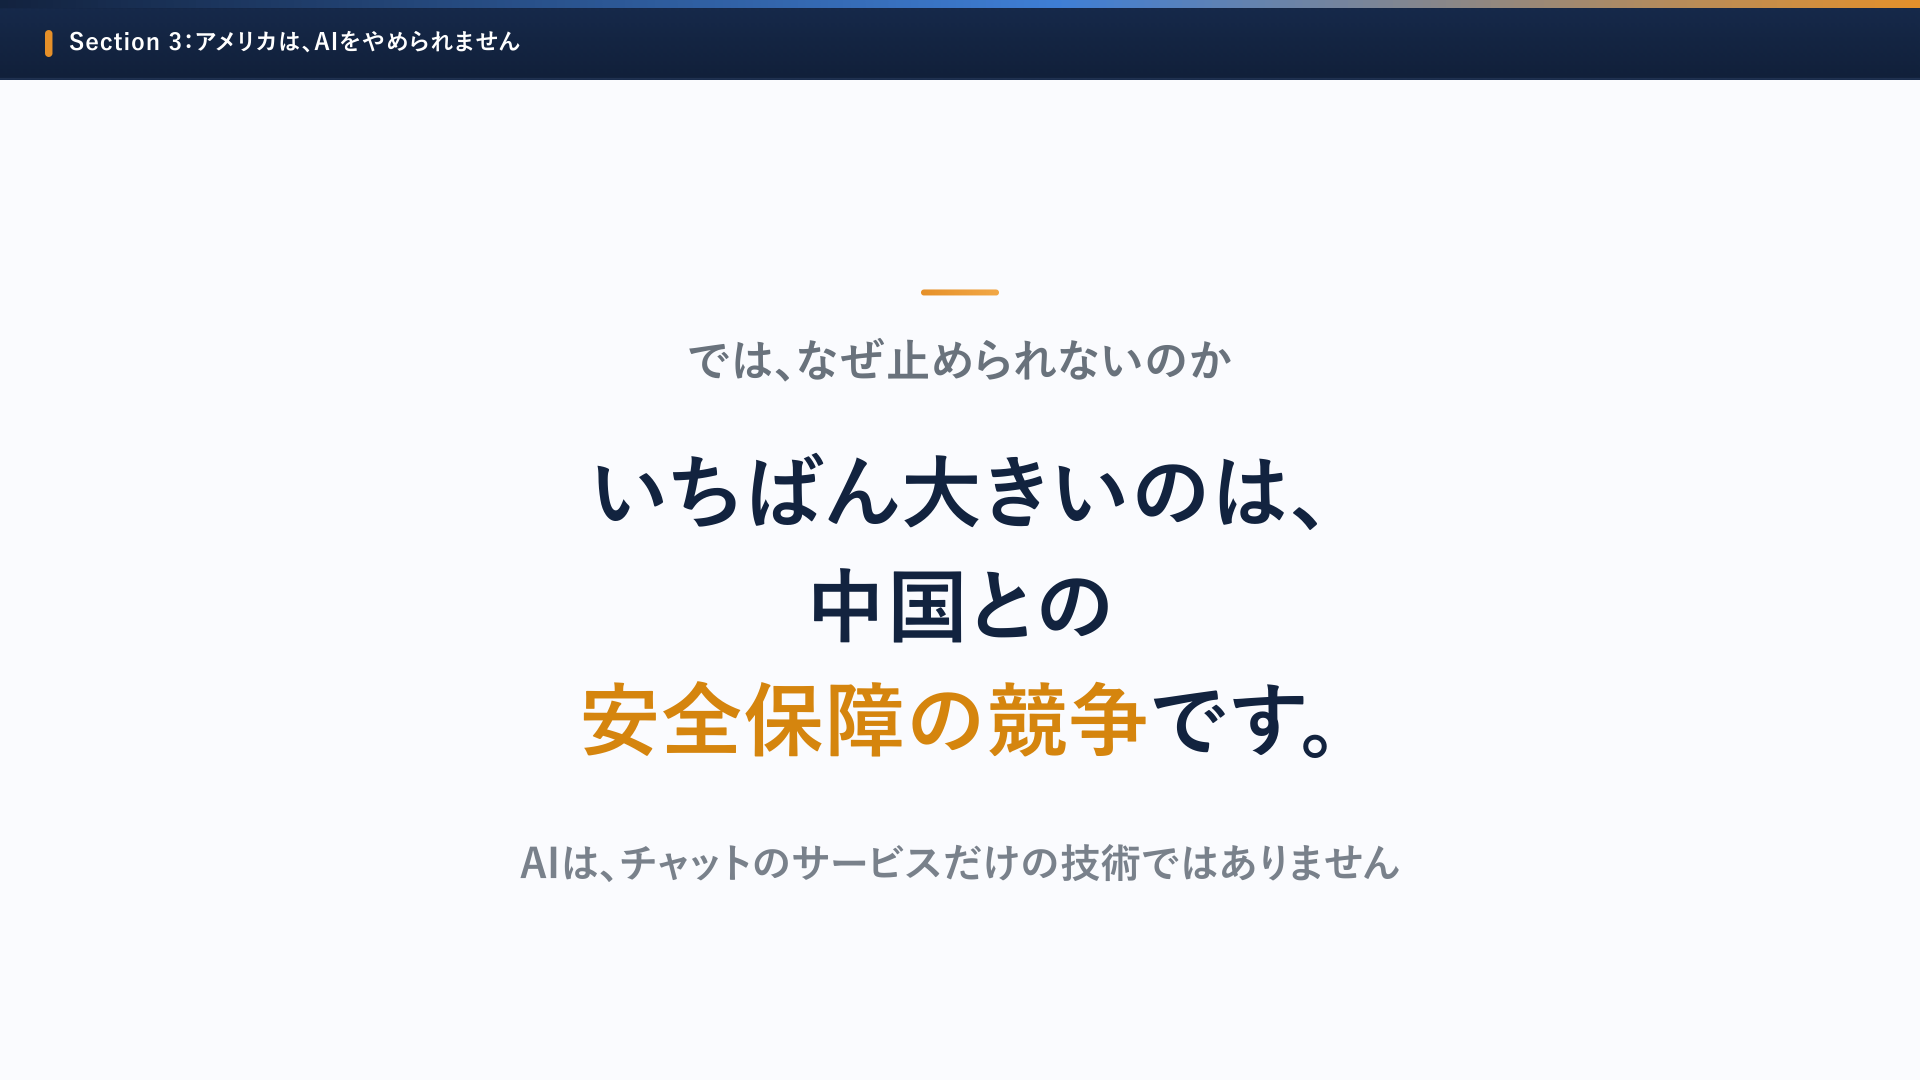 Section 3：アメリカは、AIをやめられません
では、なぜ止められないのか
いちばん大きいのは、
中国との
安全保障の競争です。
AIは、チャットのサービスだけの技術ではありません